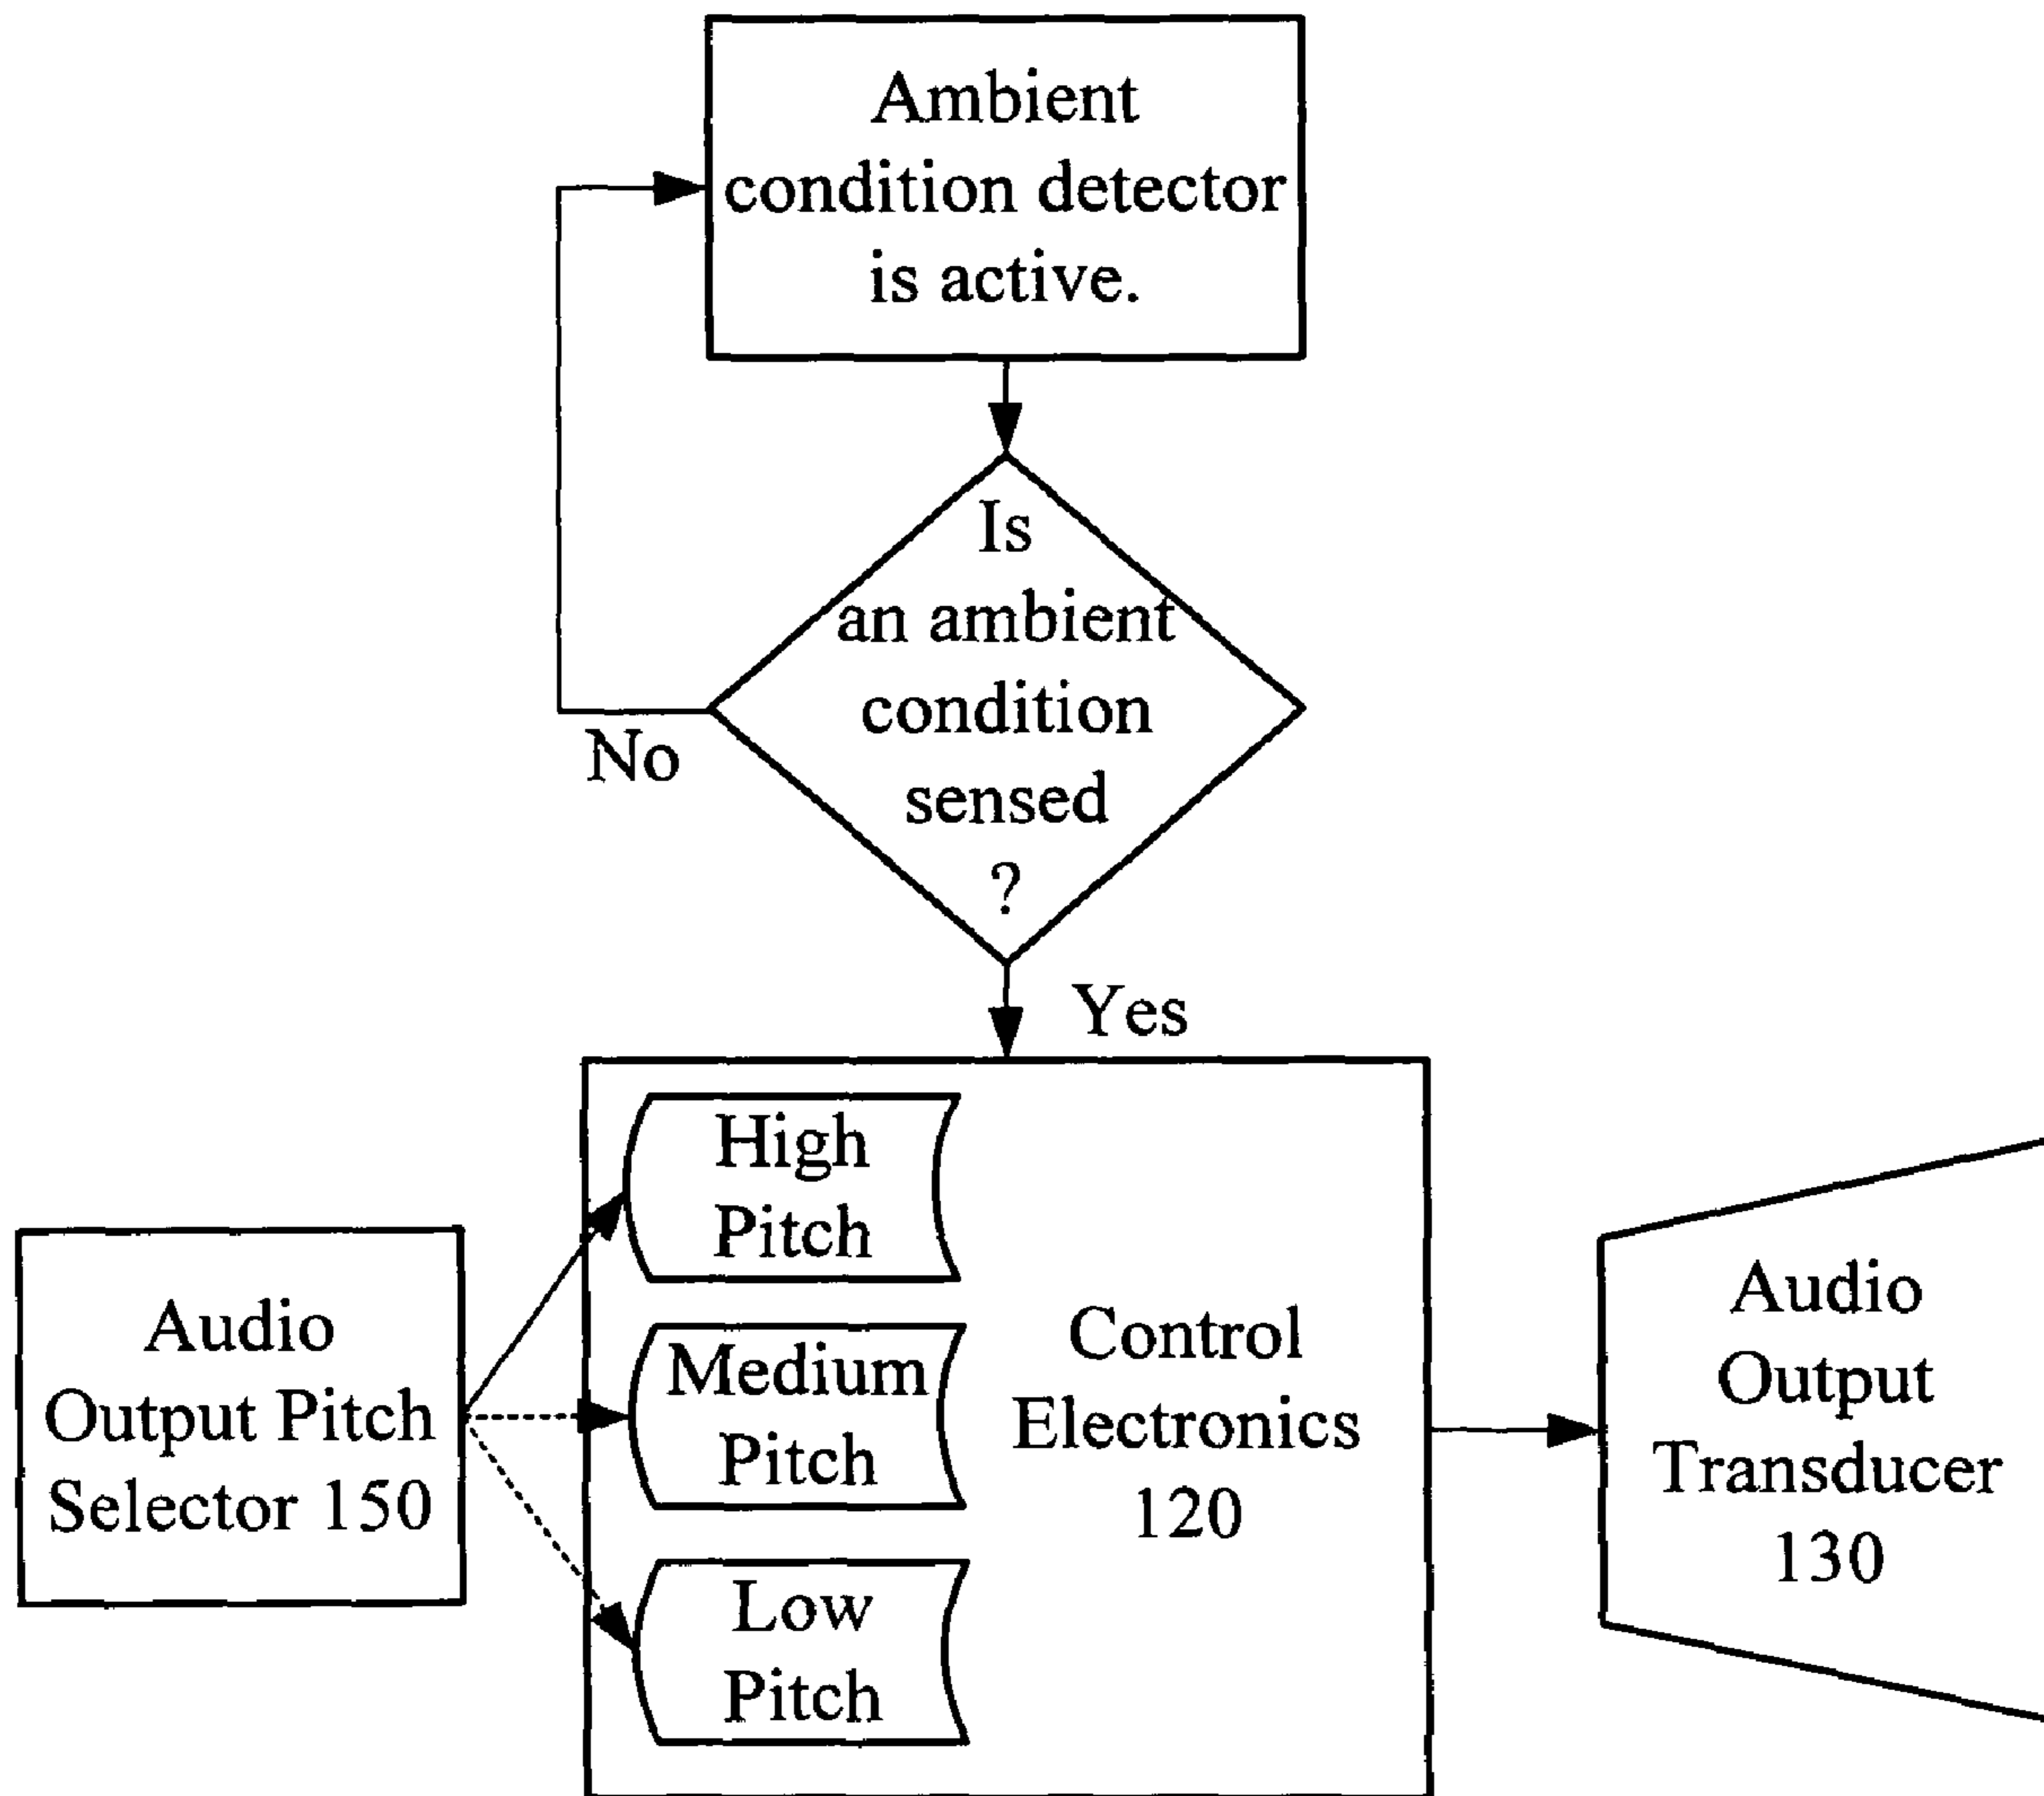 Ambient
condition detector
is active.
Is
an ambient
condition
sensed
?
No
Yes
High
Pitch
Medium
Pitch
Low
Pitch
Control
Electronics
120
Audio
Output Pitch
Selector 150
Audio
Output
Transducer
130